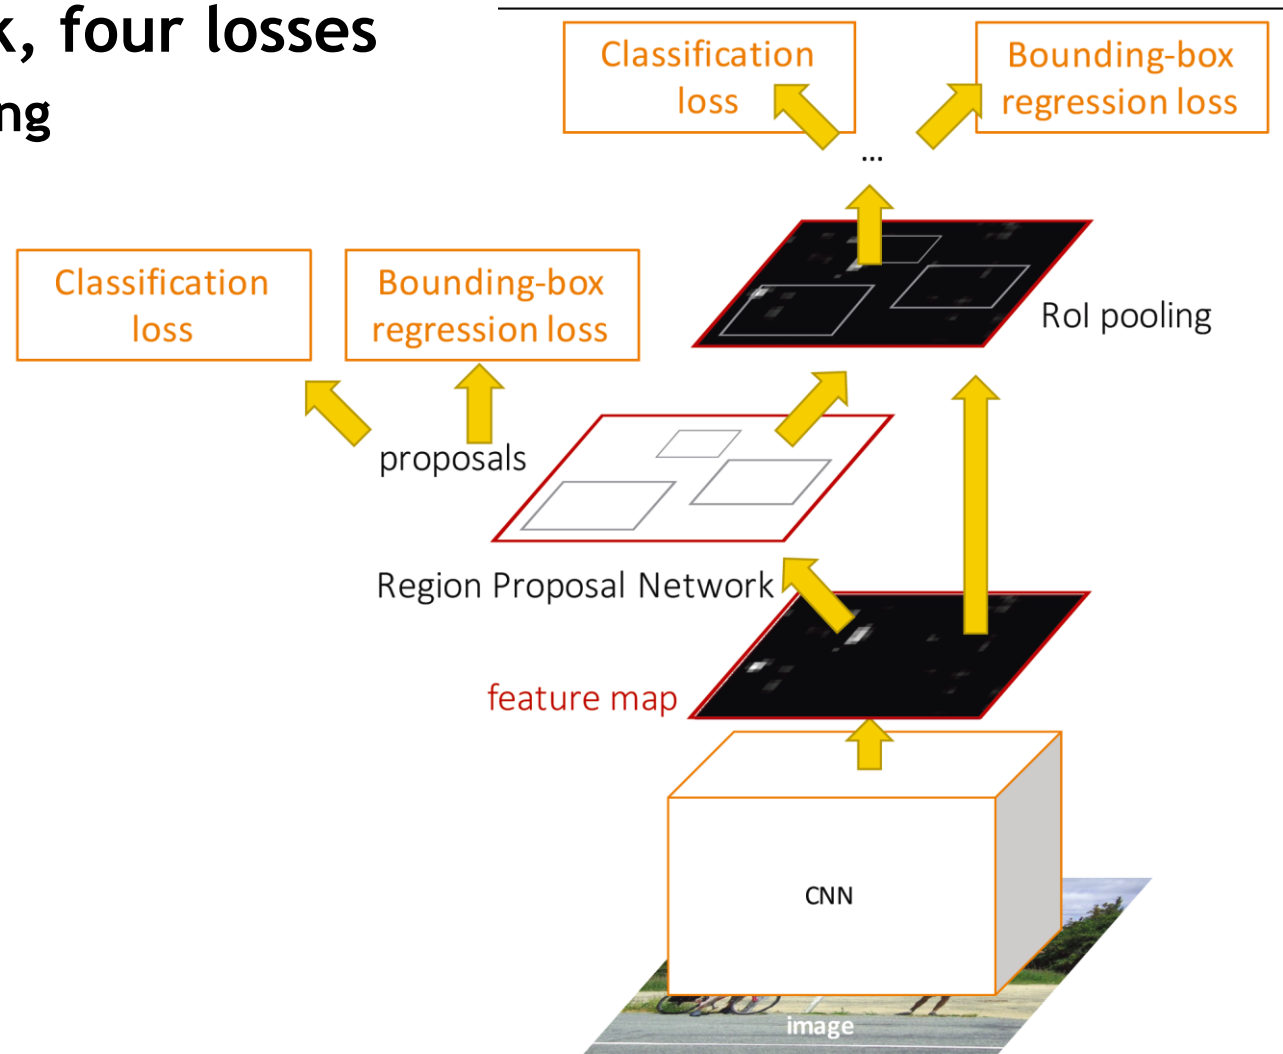 k, four losses
ng
Classification
loss
Bounding-box
regression loss
...
Classification
loss
Bounding-box
regression loss
RoI pooling
proposals
Region Proposal Network
feature map
CNN
image